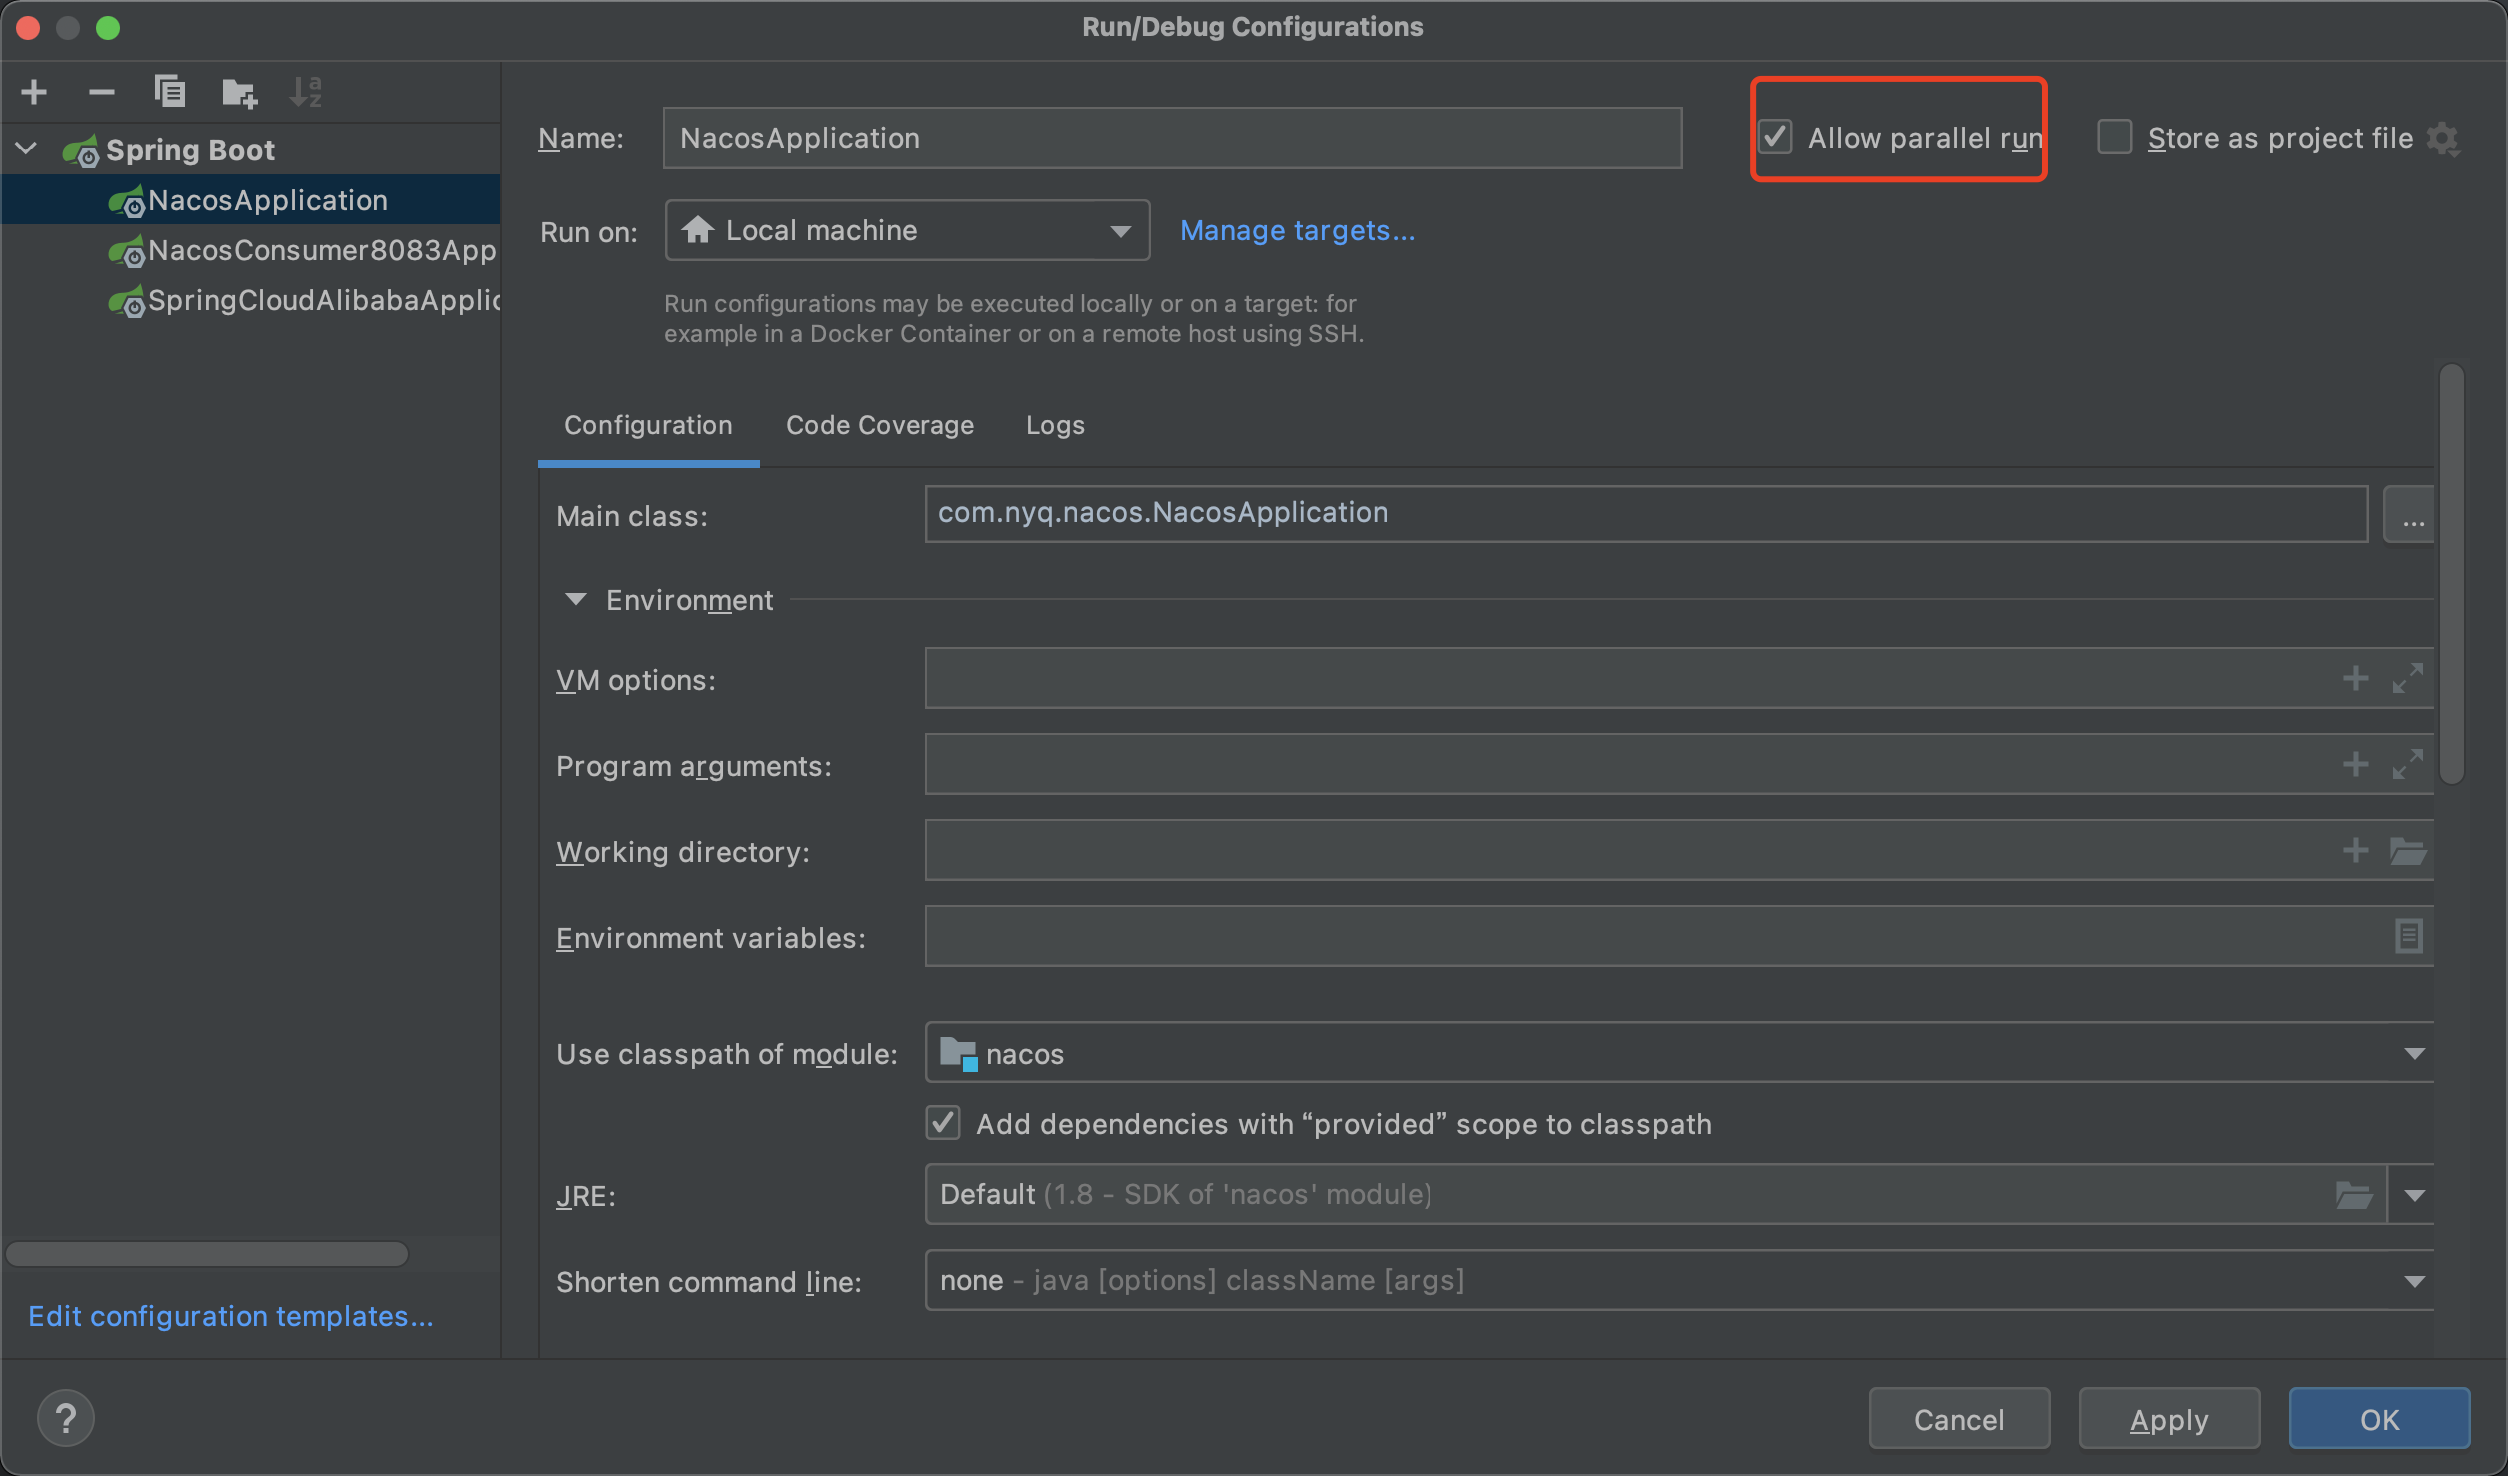 Run/Debug Configurations
Spring Boot
NacosApplication
NacosConsumer8083App
SpringCloudAlibabaApplic
Edit configuration templates...
Name: NacosApplication
Allow parallel run
Store as project file
Run on: Local machine
Manage targets...
Run configurations may be executed locally or on a target: for
example in a Docker Container or on a remote host using SSH.
Configuration Code Coverage Logs
Main class: com.nyq.nacos.NacosApplication ...
Environment
VM options:
Program arguments:
Working directory:
Environment variables:
Use classpath of module: nacos
Add dependencies with “provided” scope to classpath
JRE: Default (1.8 - SDK of 'nacos' module)
Shorten command line: none - java [options] className [args]
? Cancel Apply OK